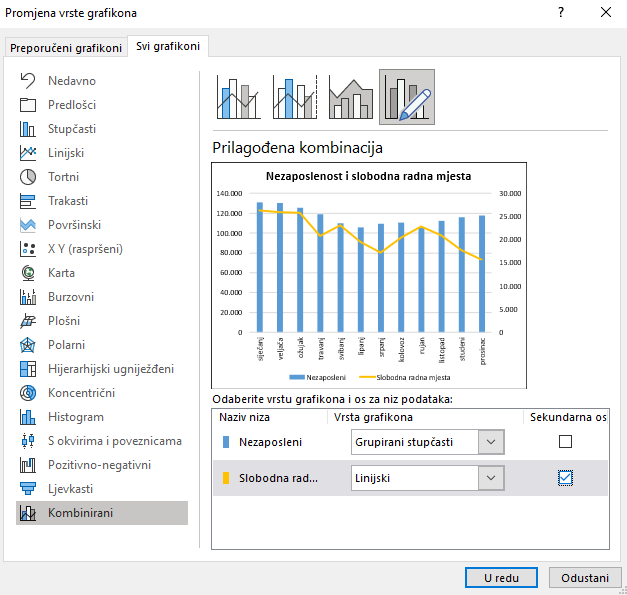 Promjena vrste grafikona
?
Preporučeni grafikoni
Svi grafikoni
Nedavno
Predlošci
Stupčasti
Linijski
Tortni
Trakasti
Površinski
X Y (raspršeni)
Karta
Burzovni
Plošni
Polarni
Hijerarhijski ugniježđeni
Koncentrični
Histogram
S okvirima i poveznicama
Pozitivno-negativni
Ljevkasti
Kombinirani
Prilagođena kombinacija
Nezaposlenost i slobodna radna mjesta
140.000
120.000
100.000
80.000
60.000
40.000
20.000
0
30.000
25.000
20.000
15.000
10.000
5.000
0
siječanj
veljača
ožujak
travanj
svibanj
lipanj
srpanj
kolovoz
rujan
listopad
studeni
prosinac
Nezaposleni
Slobodna radna mjesta
Odaberite vrstu grafikona i os za niz podataka:
Naziv niza
Vrsta grafikona
Sekundarna os
Nezaposleni
Grupirani stupčasti
Slobodna rad...
Linijski
U redu
Odustani